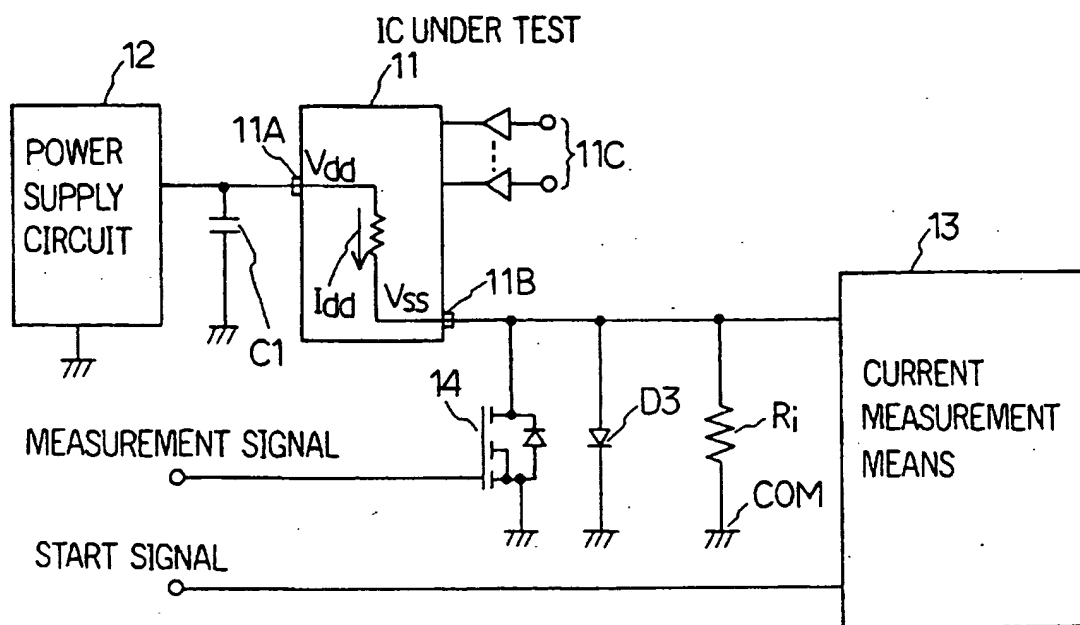 IC UNDER TEST
12
11
POWER
SUPPLY
CIRCUIT
11A
Vdd
11C
Idd
Vss
11B
C1
13
14
D3
Ri
CURRENT
MEASUREMENT
MEANS
MEASUREMENT SIGNAL
COM
START SIGNAL